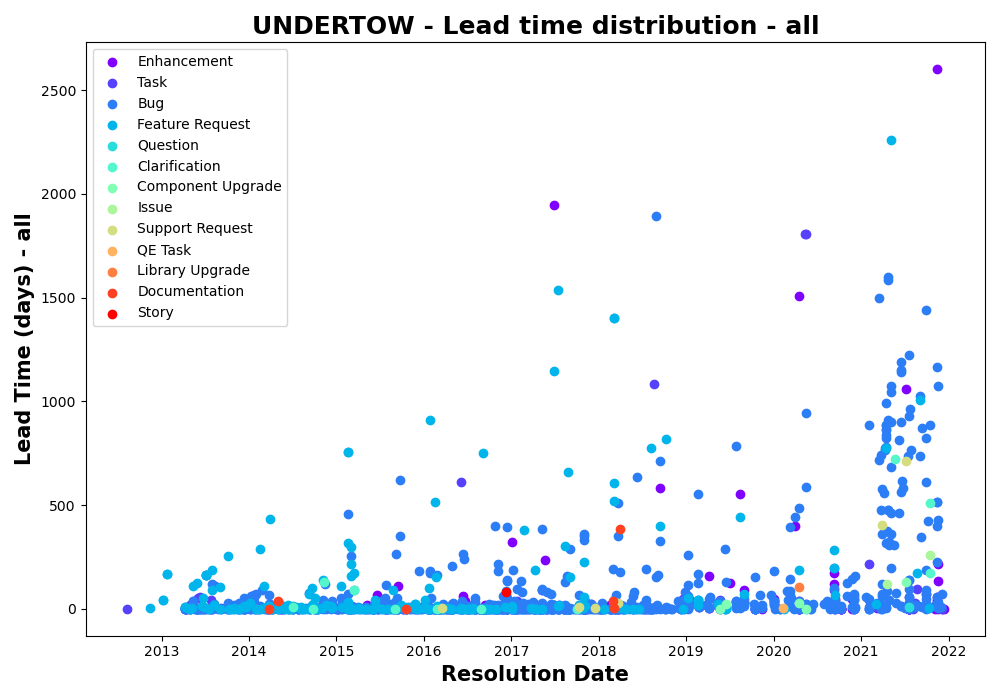 UNDERTOW - Lead time distribution - all
Enhancement
Task
Bug
Feature Request
Question
Clarification
Component Upgrade
Issue
Support Request
QE Task
Library Upgrade
Documentation
Story
Lead Time (days) - all
2500
2000
1500
1000
500
0
2013 2014 2015 2016 2017 2018 2019 2020 2021 2022
Resolution Date